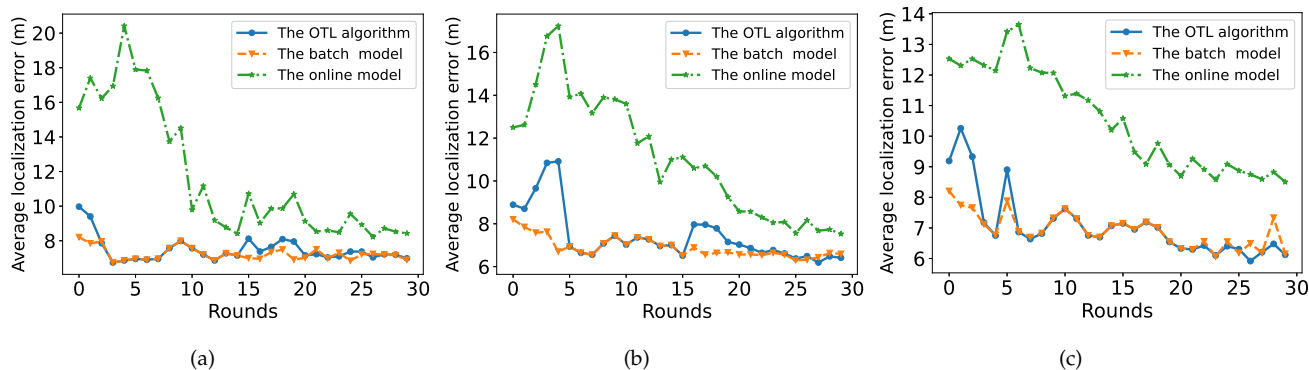 Average localization error (m)
20
18
16
14
12
10
8
The OTL algorithm
The batch model
The online model
0 5 10 15 20 25 30
Rounds
(a)
Average localization error (m)
16
14
12
10
8
6
The OTL algorithm
The batch model
The online model
0 5 10 15 20 25 30
Rounds
(b)
Average localization error (m)
14
13
12
11
10
9
8
7
6
The OTL algorithm
The batch model
The online model
0 5 10 15 20 25 30
Rounds
(c)